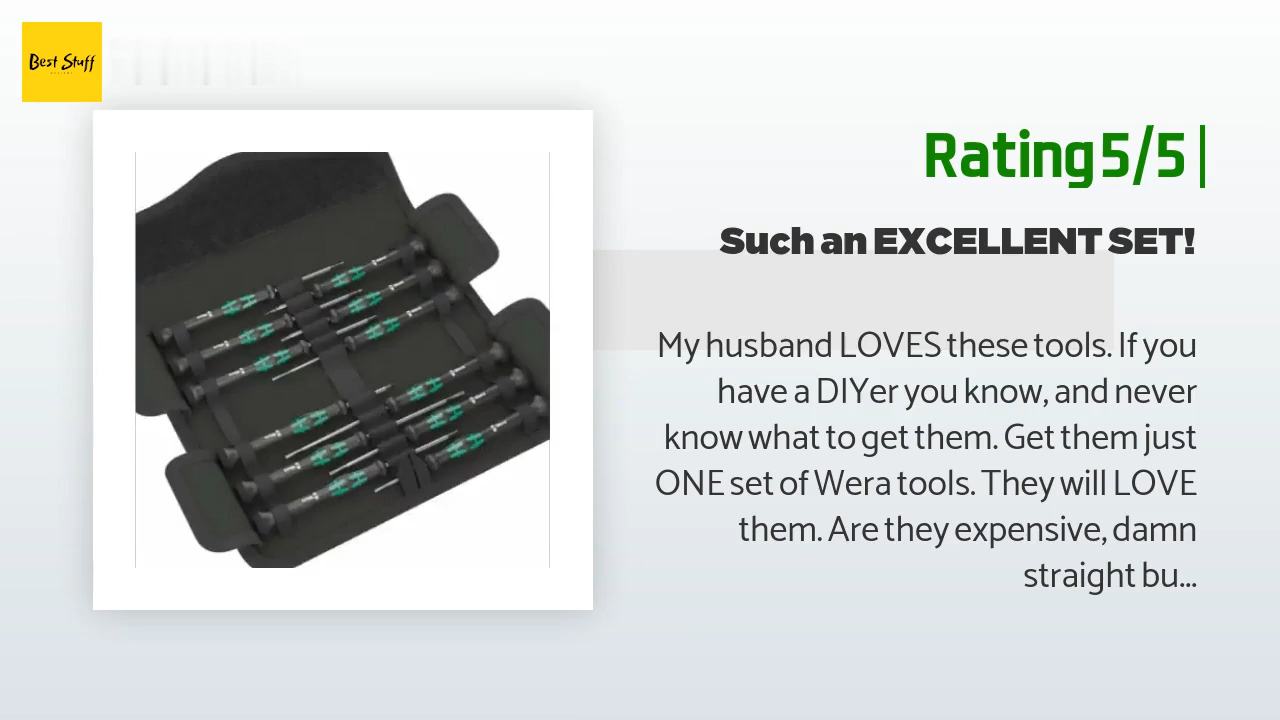 Best Stuff
Rating 5/5
Such an EXCELLENT SET!
My husband LOVES these tools. If you
have a DIYer you know, and never
know what to get them. Get them just
ONE set of Wera tools. They will LOVE
them. Are they expensive, damn
straight bu...